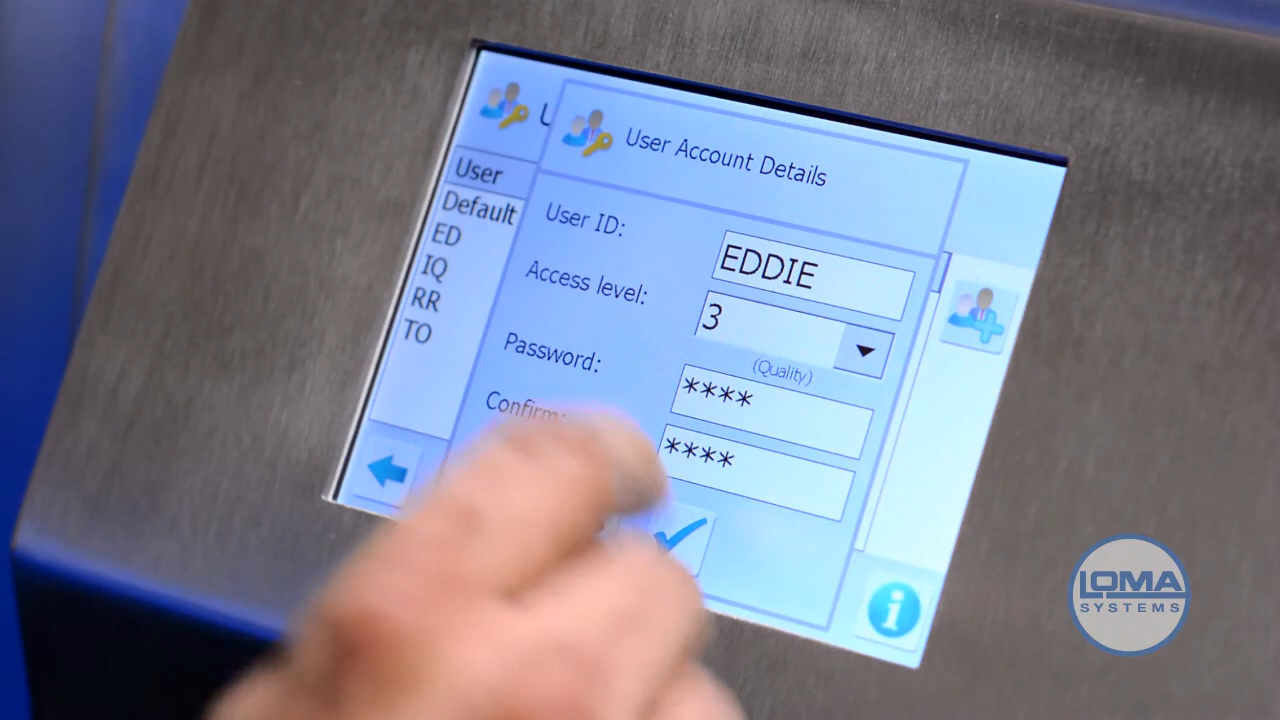 User Account Details
User
Default
ED
IQ
RR
TO
User ID:
EDDIE
Access level:
3
(Quality)
Password:
****
Confirm:
****
LOMA
SYSTEMS